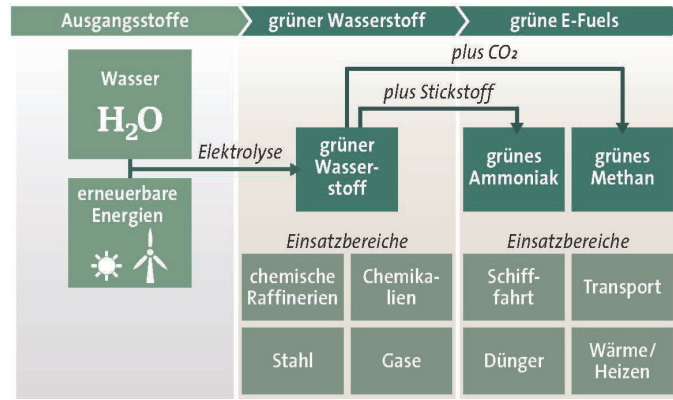 Ausgangsstoffe
grüner Wasserstoff
grüne E-Fuels
plus CO₂
plus Stickstoff
Wasser
H₂O
Elektrolyse
grüner
Wasser-
stoff
grünes
Ammoniak
grünes
Methan
erneuerbare
Energien
Einsatzbereiche
chemische
Raffinerien
Chemika-
lien
Stahl
Gase
Einsatzbereiche
Schiff-
fahrt
Transport
Dünger
Wärme/
Heizen